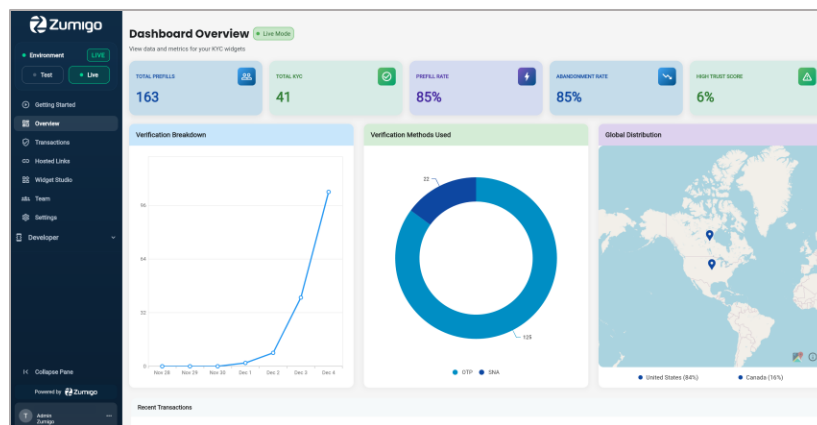 Zumigo
Environment
LIVE
Test
Live
Getting Started
Overview
Transactions
Hosted Links
Widget Studio
Team
Settings
Developer
Collapse Pane
Powered by Zumigo
T
Admin
Zumigo
Dashboard Overview
Live Mode
View data and metrics for your KYC widgets
TOTAL PREFILLS
163
TOTAL KYC
41
PREFILL RATE
85%
ABANDONMENT RATE
85%
HIGH TRUST SCORE
6%
Verification Breakdown
96
64
32
0
Nov 28 Nov 29 Nov 30 Dec 1 Dec 2 Dec 3 Dec 4
Verification Methods Used
22
125
OTP SNA
Global Distribution
United States (84%) Canada (16%)
Recent Transactions